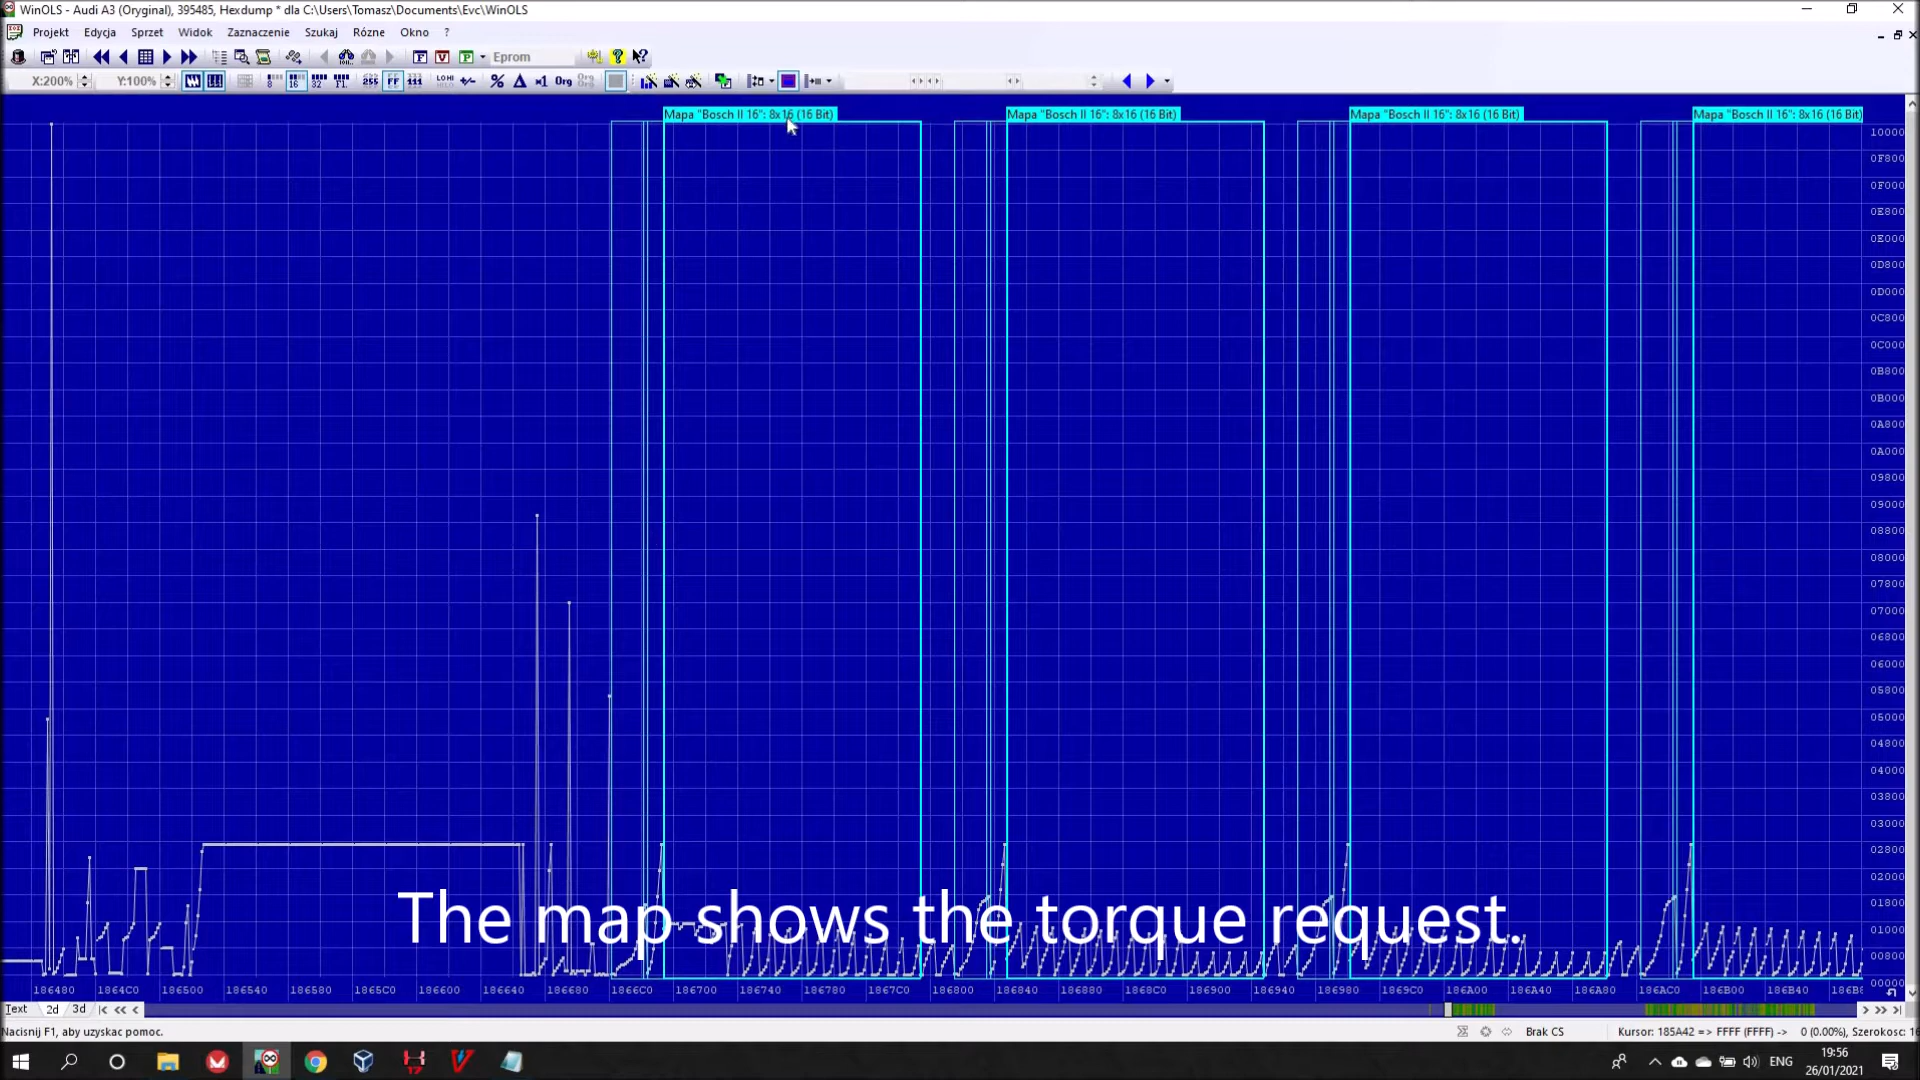 WinOLS - Audi A3 (Oryginal), 395485, Hexdump * dla C:\Users\Tomasz\Documents\Evc\WinOLS
Projekt Edycja Sprzet Widok Zaznaczenie Szukaj Różne Okno ?
Eprom
X:200% Y:100%
Mapa "Bosch II 16": 8x16 (16 Bit) Mapa "Bosch II 16": 8x16 (16 Bit) Mapa "Bosch II 16": 8x16 (16 Bit) Mapa "Bosch II 16": 8x16 (16 Bit)
10000
0F800
0F000
0E800
0E000
0D800
0D000
0C800
0C000
0B800
0B000
0A800
0A000
09800
09000
08800
08000
07800
07000
06800
06000
05800
05000
04800
04000
03800
03000
02800
02000
01800
01000
00800
00000
The map shows the torque request.
186480 1864C0 186500 186540 186580 1865C0 186600 186640 186680 1866C0 186700 186740 186780 1867C0 186800 186840 186880 1868C0 186900 186940 186980 1869C0 186A00 186A40 186A80 186AC0 186B00 186B40 186B8
Text 2d 3d
Nacisnij F1, aby uzyskac pomoc.
Brak CS
Kursor: 185A42 => FFFF (FFFF) -> 0 (0.00%), Szerokosc: 16
ENG
19:56
26/01/2021